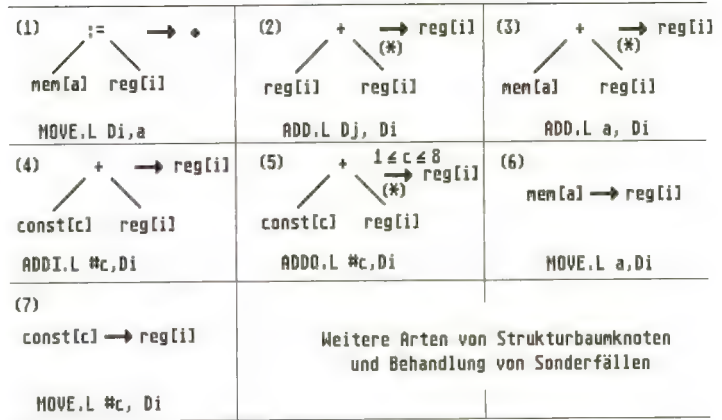 (1) := → •
mem[a] reg[i]
MOVE.L Di,a
(2) + → reg[i]
(*)
reg[i] reg[i]
ADD.L Dj, Di
(3) + → reg[i]
(*)
mem[a] reg[i]
ADD.L a, Di
(4) + → reg[i]
const[c] reg[i]
ADDI.L #c,Di
(5) + 1≤c≤8
→ reg[i]
(*)
const[c] reg[i]
ADDQ.L #c,Di
(6)
mem[a] → reg[i]
MOVE.L a,Di
(7)
const[c] → reg[i]
MOVE.L #c, Di
Weitere Arten von Strukturbaumknoten
und Behandlung von Sonderfällen